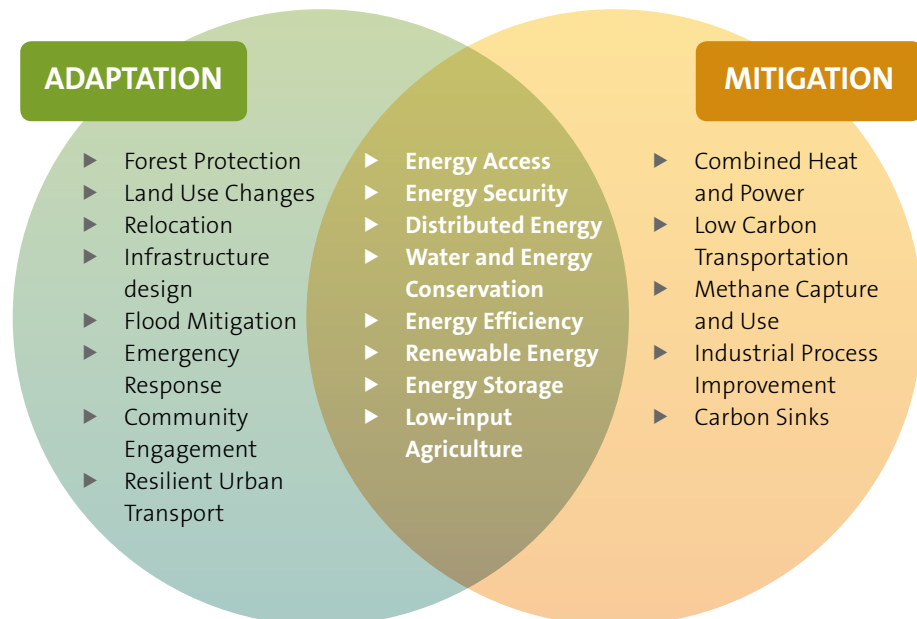 ADAPTATION
MITIGATION
Forest Protection
Land Use Changes
Relocation
Infrastructure
design
Flood Mitigation
Emergency
Response
Community
Engagement
Resilient Urban
Transport
Energy Access
Energy Security
Distributed Energy
Water and Energy
Conservation
Energy Efficiency
Renewable Energy
Energy Storage
Low-input
Agriculture
Combined Heat
and Power
Low Carbon
Transportation
Methane Capture
and Use
Industrial Process
Improvement
Carbon Sinks